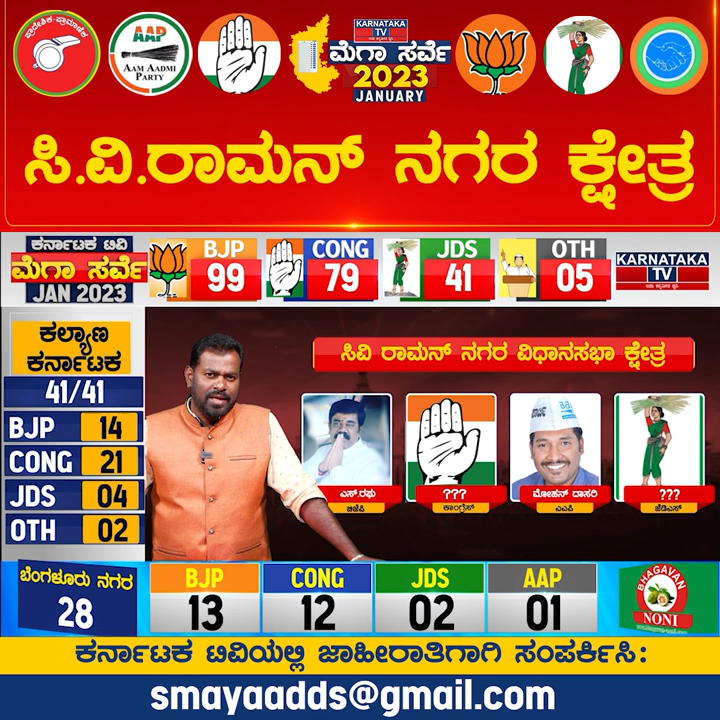 ಪ್ರಾದೇಶಿಕ-ಪ್ರಾಮಾಣಿಕ
AAP
AAM AADMI
PARTY
KARNATAKA
TV
ಮೆಗಾ ಸರ್ವೆ
2023
JANUARY
ಸಿ.ವಿ.ರಾಮನ್ ನಗರ ಕ್ಷೇತ್ರ
ಕರ್ನಾಟಕ ಟಿವಿ
ಮೆಗಾ ಸರ್ವೆ
JAN 2023
BJP
99
CONG
79
JDS
41
OTH
05
KARNATAKA
TV
ಕಲ್ಯಾಣ
ಕರ್ನಾಟಕ
41/41
BJP 14
CONG 21
JDS 04
OTH 02
ಸಿವಿ ರಾಮನ್ ನಗರ ವಿಧಾನಸಭಾ ಕ್ಷೇತ್ರ
ಎಸ್.ರಘು
ಬಿಜೆಪಿ
???
ಕಾಂಗ್ರೆಸ್
ಮೋಹನ್ ದಾಸರಿ
ಎಎಪಿ
???
ಜೆಡಿಎಸ್
ಬೆಂಗಳೂರು ನಗರ
28
BJP
13
CONG
12
JDS
02
AAP
01
BHAGAVAN
NONI
ಕರ್ನಾಟಕ ಟಿವಿಯಲ್ಲಿ ಜಾಹೀರಾತಿಗಾಗಿ ಸಂಪರ್ಕಿಸಿ:
smayaadds@gmail.com